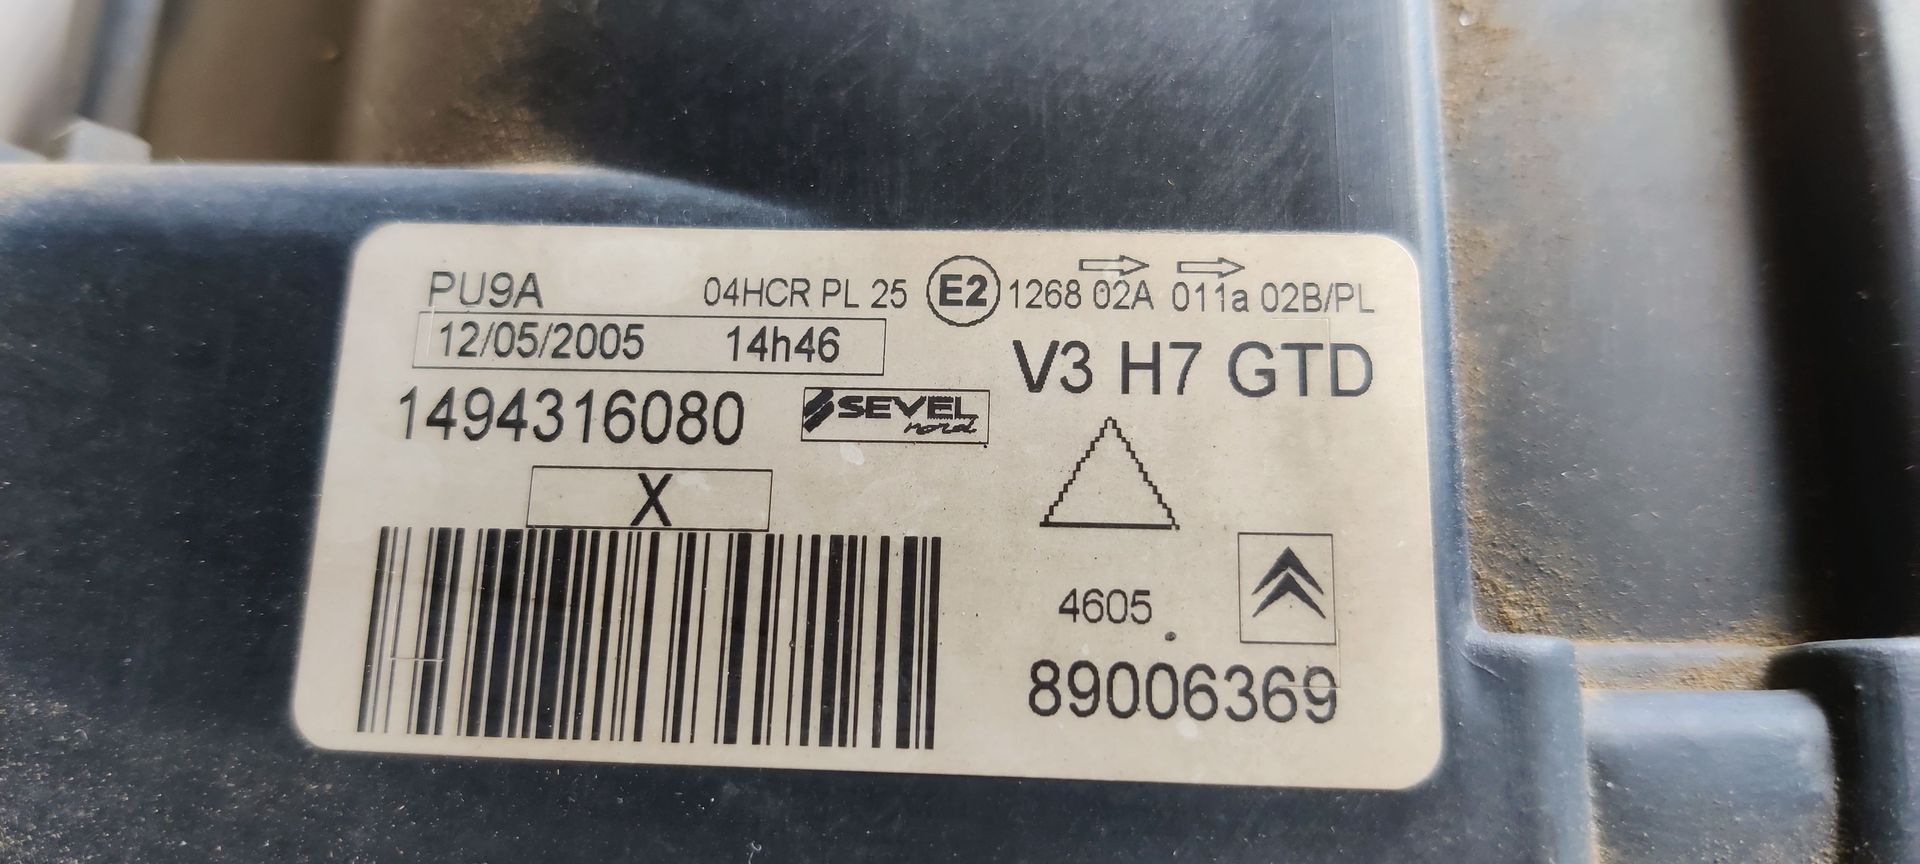 PU9A 04HCR PL 25 E2 1268 02A 011a 02B/PL
12/05/2005 14h46
V3 H7 GTD
1494316080 SEVEL nord
X
4605
89006369